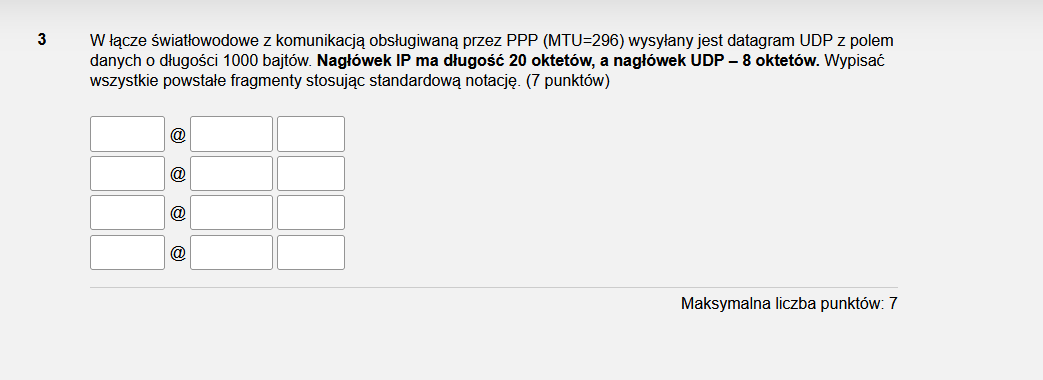 3 W łącze światłowodowe z komunikacją obsługiwaną przez PPP (MTU=296) wysyłany jest datagram UDP z polem
danych o długości 1000 bajtów. Nagłówek IP ma długość 20 oktetów, a nagłówek UDP – 8 oktetów. Wypisać
wszystkie powstałe fragmenty stosując standardową notację. (7 punktów)
@
@
@
@
Maksymalna liczba punktów: 7